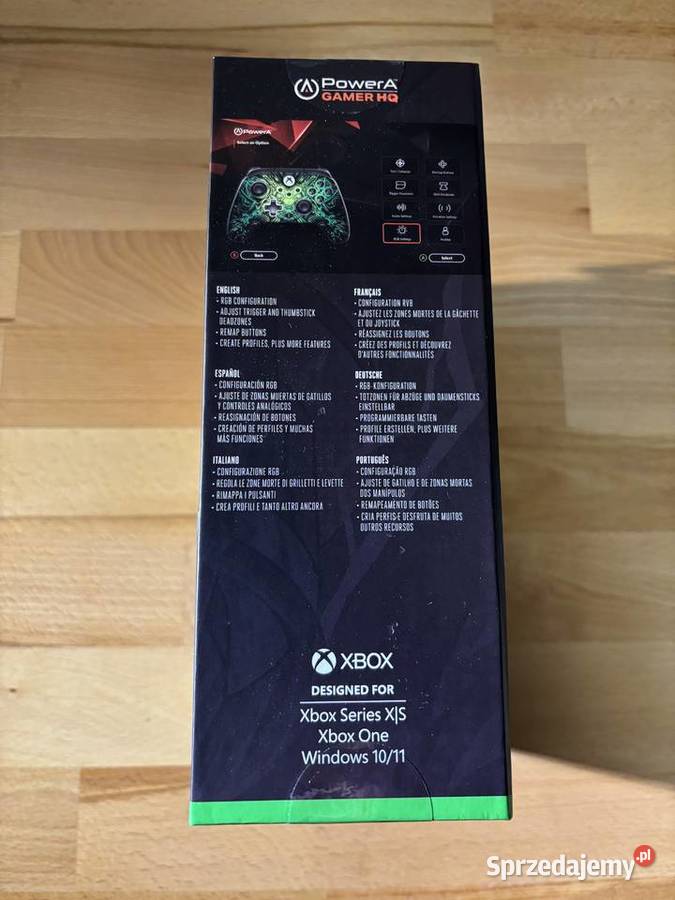 PowerA
GAMER HQ
PowerA
Select an Option
RGB Settings
Back
Select
ENGLISH
- RGB CONFIGURATION
- ADJUST TRIGGER AND THUMBSTICK
DEADZONES
- REMAP BUTTONS
- CREATE PROFILES, PLUS MORE FEATURES
FRANÇAIS
- CONFIGURATION RVB
- AJUSTEZ LES ZONES MORTES DE LA GÂCHETTE
ET DU JOYSTICK
- RÉASSIGNEZ LES BOUTONS
- CRÉEZ DES PROFILS ET DÉCOUVREZ
D'AUTRES FONCTIONNALITÉS
ESPAÑOL
- CONFIGURACIÓN RGB
- AJUSTE DE ZONAS MUERTAS DE GATILLOS
Y CONTROLES ANALÓGICOS
- REASIGNACIÓN DE BOTONES
- CREACIÓN DE PERFILES Y MUCHAS
MÁS FUNCIONES
DEUTSCHE
- RGB-KONFIGURATION
- TOTZONEN FÜR ABZÜGE UND DAUMENSTICKS
EINSTELLBAR
- PROGRAMMIERBARE TASTEN
- PROFILE ERSTELLEN, PLUS WEITERE
FUNKTIONEN
ITALIANO
- CONFIGURAZIONE RGB
- REGOLA LE ZONE MORTE DI GRILLETTI E LEVETTE
- RIMAPPA I PULSANTI
- CREA PROFILI E TANTO ALTRO ANCORA
PORTUGUÊS
- CONFIGURAÇÃO RGB
- AJUSTE DE GATILHO E DE ZONAS MORTAS
DOS MANÍPULOS
- REMAPEAMENTO DE BOTÕES
- CRIA PERFIS E DESFRUTA DE MUITOS
OUTROS RECURSOS
XBOX
DESIGNED FOR
Xbox Series X|S
Xbox One
Windows 10/11
Sprzedajemy.pl